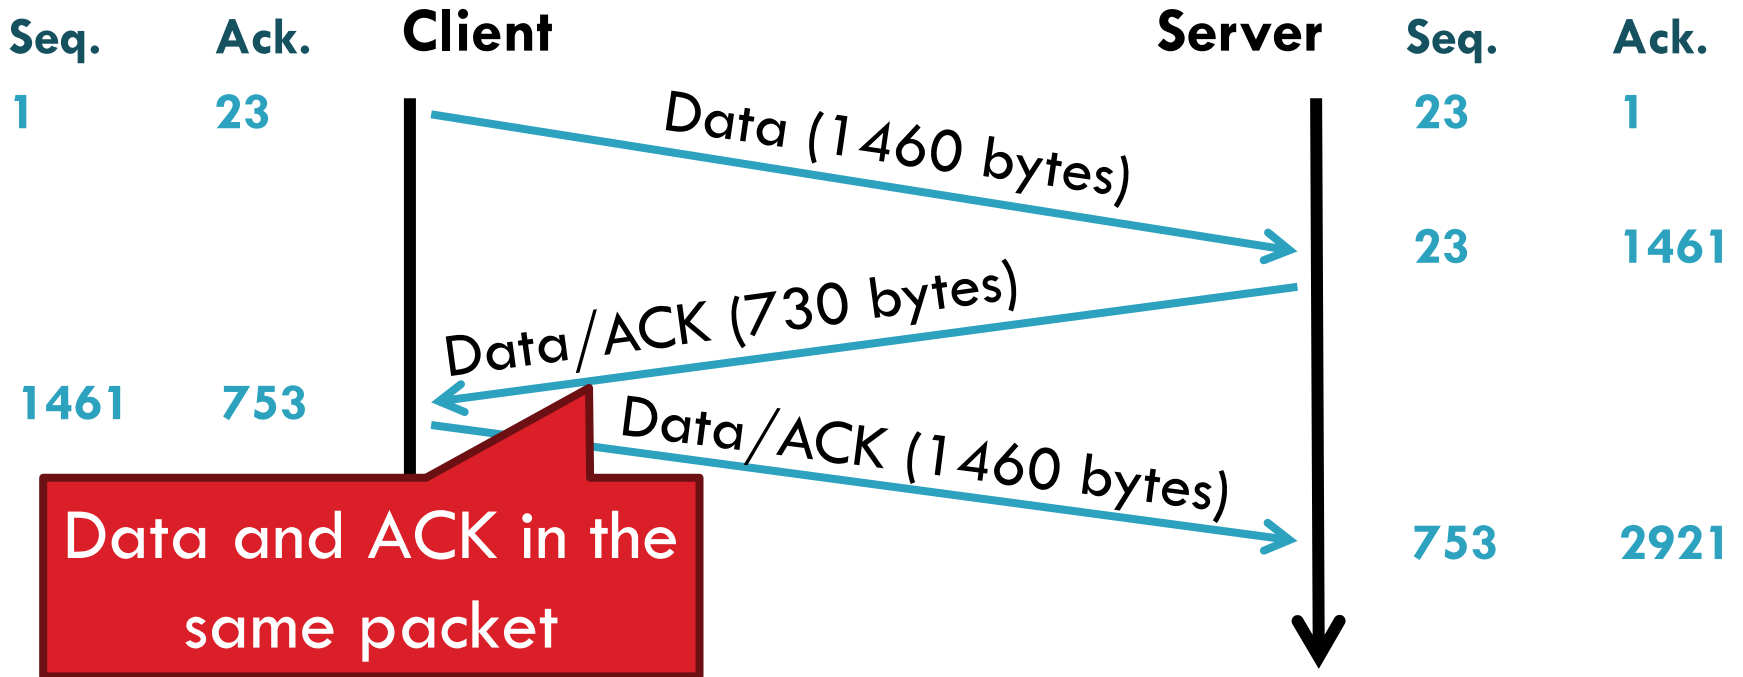 Seq. Ack. Client Server Seq. Ack.
1 23 23 1
Data (1460 bytes)
23 1461
Data/ACK (730 bytes)
1461 753
Data/ACK (1460 bytes)
753 2921
Data and ACK in the
same packet